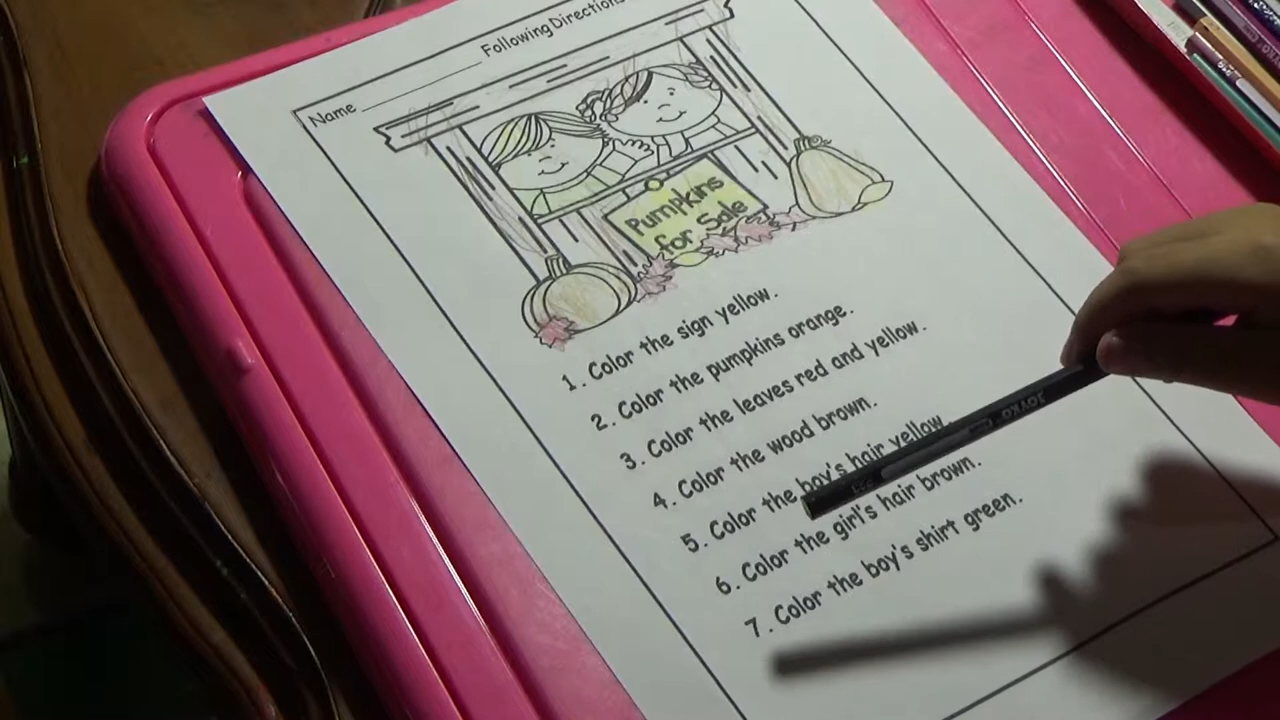 Following Directions
Name
Pumpkins
for Sale
1. Color the sign yellow.
2. Color the pumpkins orange.
3. Color the leaves red and yellow.
4. Color the wood brown.
5. Color the boy's hair yellow.
6. Color the girl's hair brown.
7. Color the boy's shirt green.
JOYKO